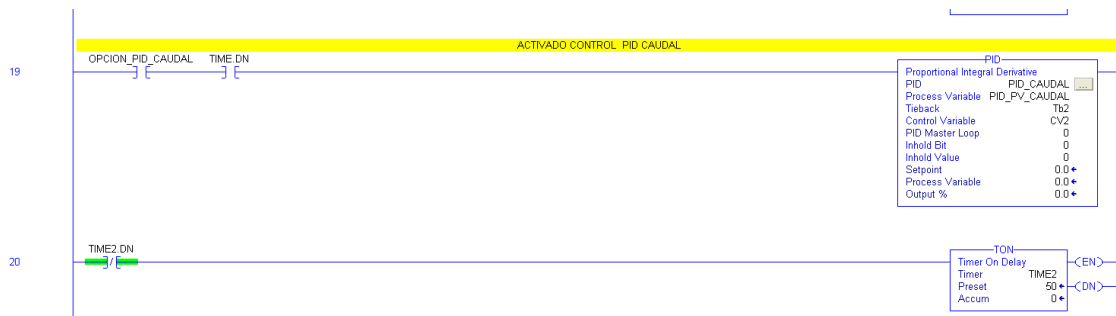 ACTIVADO CONTROL PID CAUDAL
OPCION_PID_CAUDAL TIME.DN
19
PID
Proportional Integral Derivative
PID PID_CAUDAL ...
Process Variable PID_PV_CAUDAL
Tieback Tb2
Control Variable CV2
PID Master Loop 0
Inhold Bit 0
Inhold Value 0
Setpoint 0.0
Process Variable 0.0
Output % 0.0
TIME2.DN
20
TON
Timer On Delay
Timer TIME2
Preset 50
Accum 0
EN
DN